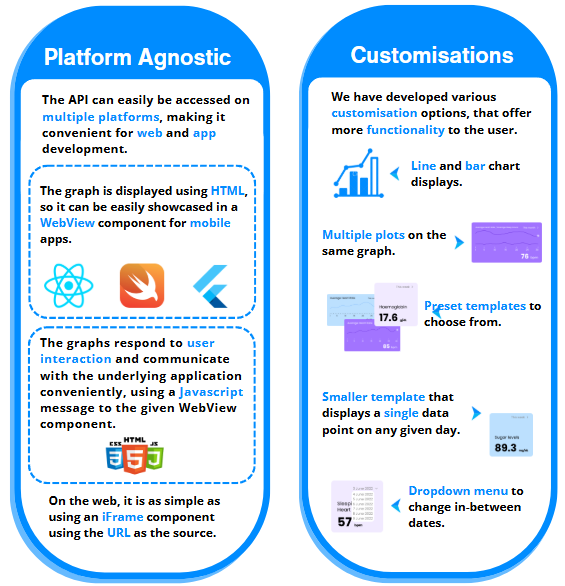 Platform Agnostic
The API can easily be accessed on
multiple platforms, making it
convenient for web and app
development.
The graph is displayed using HTML,
so it can be easily showcased in a
WebView component for mobile
apps.
The graphs respond to user
interaction and communicate
with the underlying application
conveniently, using a Javascript
message to the given WebView
component.
CSS HTML JS
3 5 J
On the web, it is as simple as
using an iFrame component
using the URL as the source.
Customisations
We have developed various
customisation options, that offer
more functionality to the user.
Line and bar chart
displays.
Multiple plots on the
same graph.
76
Haemoglobin
17.6 g/dL
Preset templates to
choose from.
Smaller template that
displays a single data
point on any given day.
Sugar levels
89.3 mg/dL
Sleepi
Heart
57 bpm
Dropdown menu to
change in-between
dates.